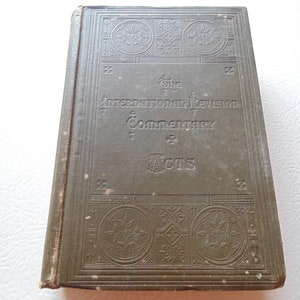 The
International Revision
Commentary
Acts